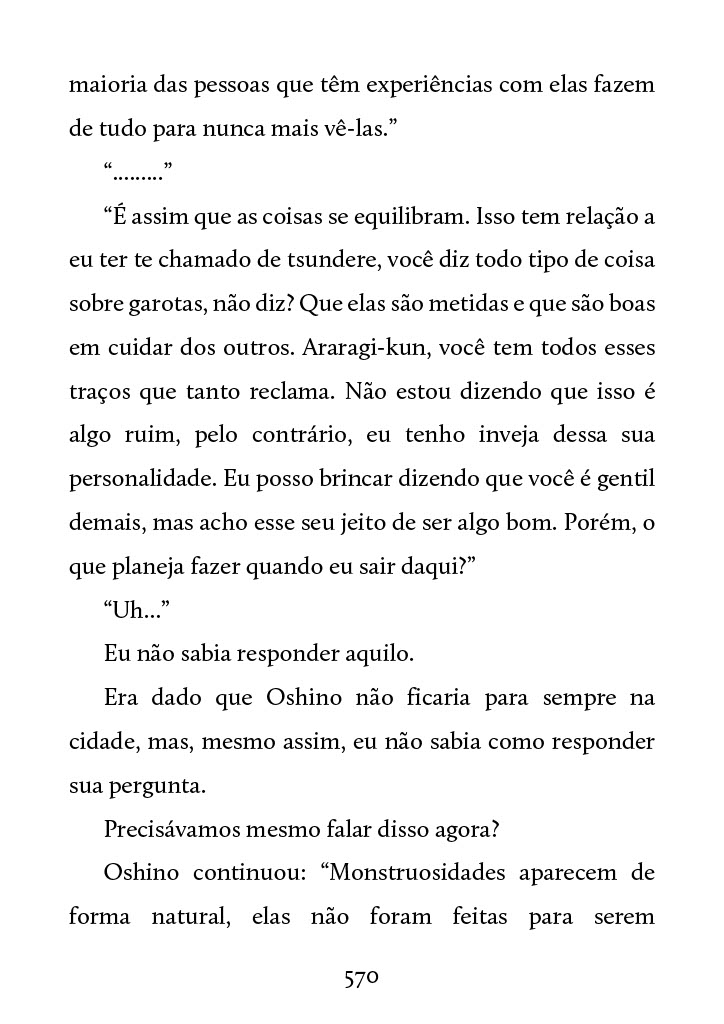 maioria das pessoas que têm experiências com elas fazem
de tudo para nunca mais vê-las.”
“.........”
“É assim que as coisas se equilibram. Isso tem relação a
eu ter te chamado de tsundere, você diz todo tipo de coisa
sobre garotas, não diz? Que elas são metidas e que são boas
em cuidar dos outros. Araragi-kun, você tem todos esses
traços que tanto reclama. Não estou dizendo que isso é
algo ruim, pelo contrário, eu tenho inveja dessa sua
personalidade. Eu posso brincar dizendo que você é gentil
demais, mas acho esse seu jeito de ser algo bom. Porém, o
que planeja fazer quando eu sair daqui?”
“Uh...”
Eu não sabia responder aquilo.
Era dado que Oshino não ficaria para sempre na
cidade, mas, mesmo assim, eu não sabia como responder
sua pergunta.
Precisávamos mesmo falar disso agora?
Oshino continuou: “Monstruosidades aparecem de
forma natural, elas não foram feitas para serem
570